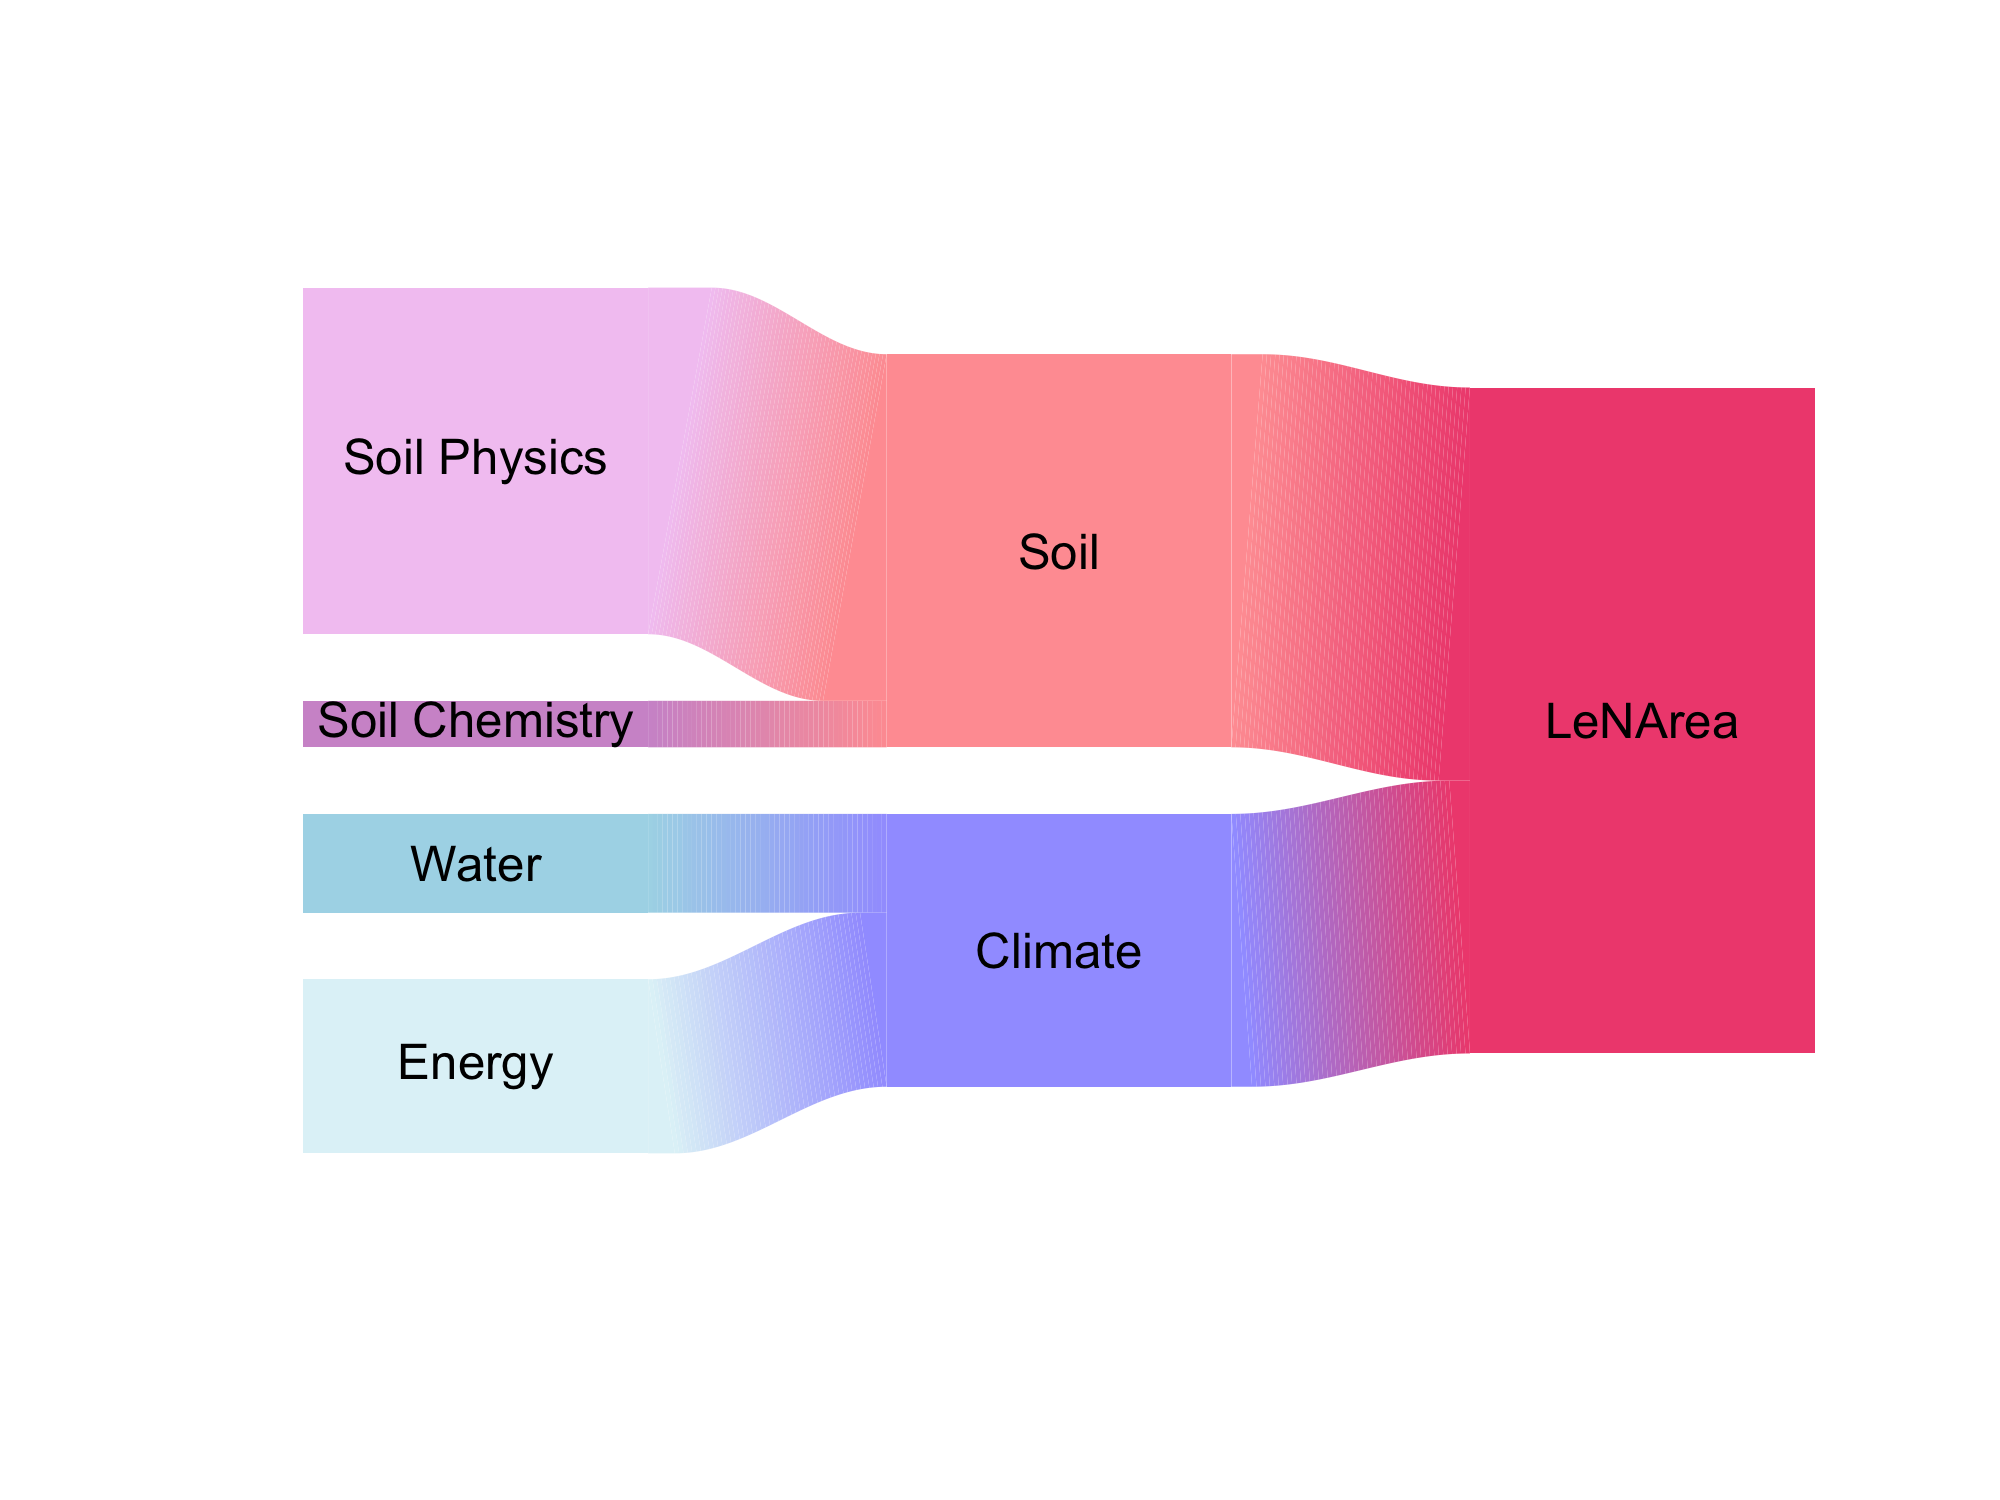 Soil Physics
Soil
Soil Chemistry
LeNArea
Water
Climate
Energy